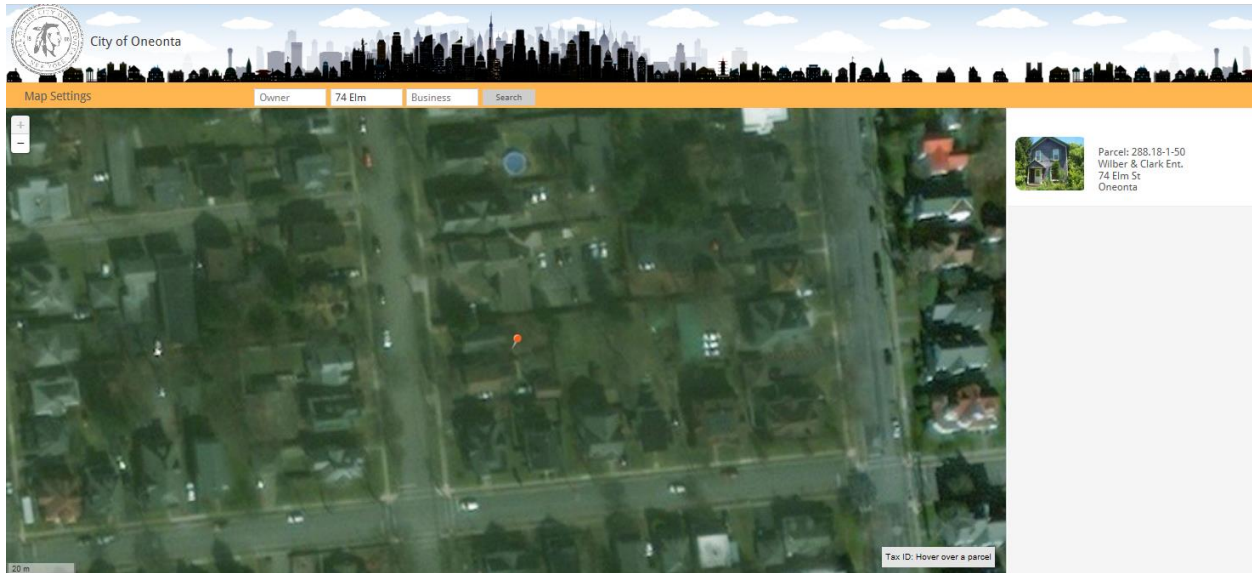 City of Oneonta
Map Settings
Owner
74 Elm
Business
Search
+
−
Parcel: 288.18-1-50
Wilber & Clark Ent.
74 Elm St
Oneonta
Tax ID: Hover over a parcel
20 m